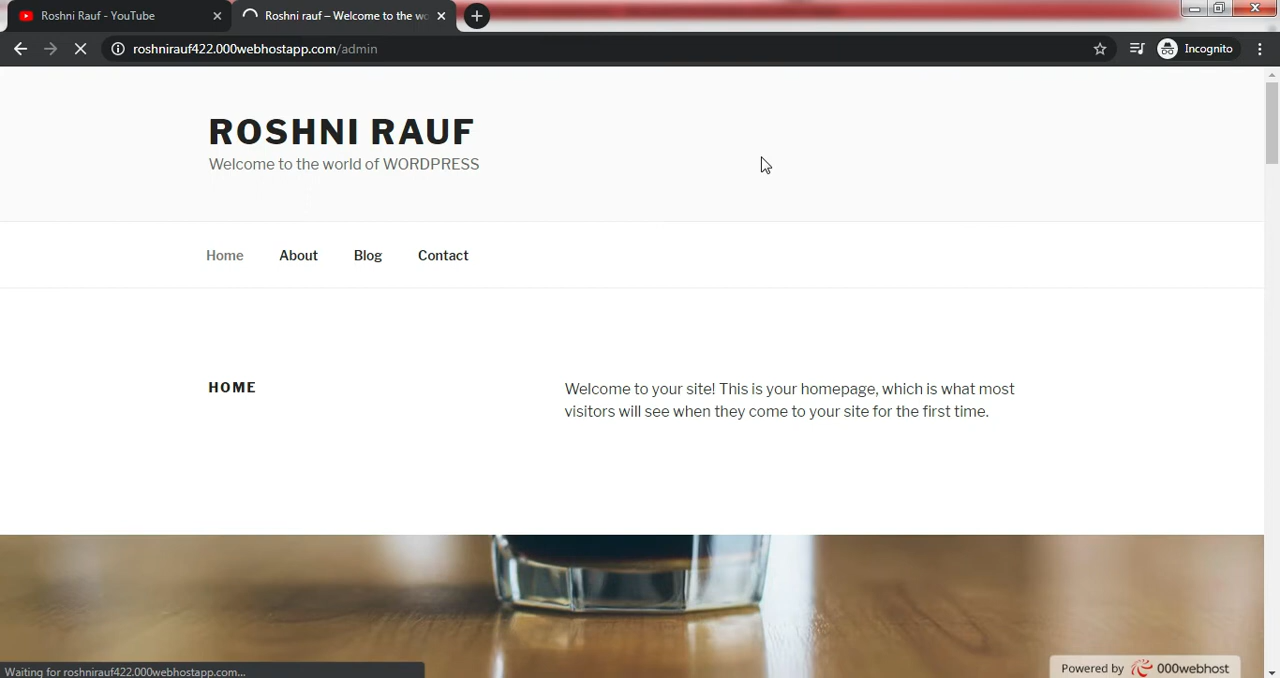 Roshni Rauf - YouTube
Roshni rauf – Welcome to the wo
roshnirauf422.000webhostapp.com/admin
Incognito
ROSHNI RAUF
Welcome to the world of WORDPRESS
Home About Blog Contact
HOME
Welcome to your site! This is your homepage, which is what most
visitors will see when they come to your site for the first time.
Waiting for roshnirauf422.000webhostapp.com...
Powered by 000webhost